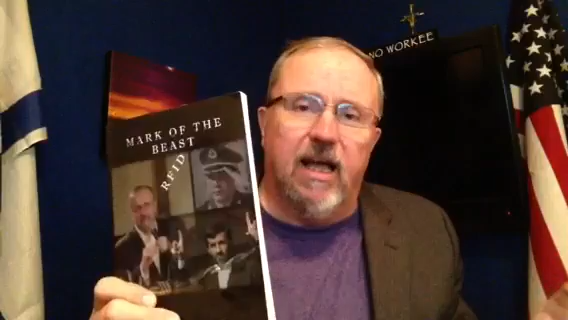 NO WORKEE
MARK OF THE
BEAST
RFID